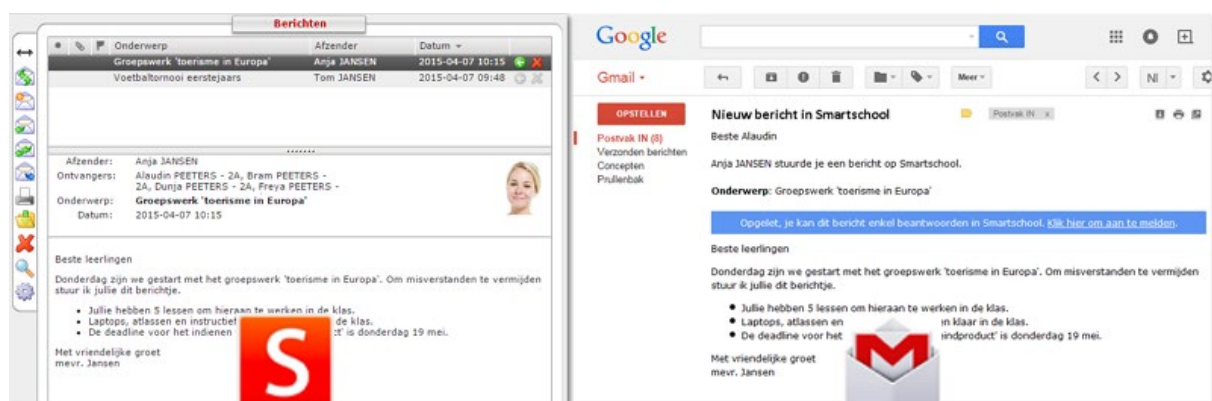 Berichten
Onderwerp Afzender Datum
Groepswerk 'toerisme in Europa' Anja JANSEN 2015-04-07 10:15
Voetbaltornooi eerstejaars Tom JANSEN 2015-04-07 09:48
Afzender: Anja JANSEN
Ontvangers: Alaudin PEETERS - 2A, Bram PEETERS -
2A, Dunja PEETERS - 2A, Freya PEETERS -
Onderwerp: Groepswerk 'toerisme in Europa'
Datum: 2015-04-07 10:15
Beste leerlingen
Donderdag zijn we gestart met het groepswerk 'toerisme in Europa'. Om misverstanden te vermijden
stuur ik jullie dit berichtje.
• Jullie hebben 5 lessen om hieraan te werken in de klas.
• Laptops, atlassen en de klas.
• De deadline voor het indienen is donderdag 19 mei.
Met vriendelijke groet
mevr. Jansen
S
Google
Gmail
Meer
Nl
OPSTELLEN
Postvak IN (8)
Verzonden berichten
Concepten
Prullenbak
Nieuw bericht in Smartschool Postvak IN x
Beste Alaudin
Anja JANSEN stuurde je een bericht op Smartschool.
Onderwerp: Groepswerk 'toerisme in Europa'
Opgelet, je kan dit bericht enkel beantwoorden in Smartschool. Klik hier om aan te melden.
Beste leerlingen
Donderdag zijn we gestart met het groepswerk 'toerisme in Europa'. Om misverstanden te vermijden
stuur ik jullie dit berichtje.
• Jullie hebben 5 lessen om hieraan te werken in de klas.
• Laptops, atlassen en klaar in de klas.
• De deadline voor het eindproduct' is donderdag 19 mei.
Met vriendelijke groet
mevr. Jansen
M